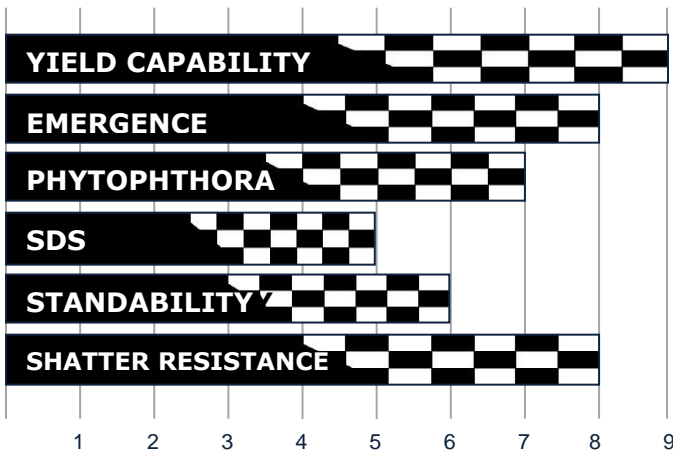 YIELD CAPABILITY
EMERGENCE
PHYTOPHTHORA
SDS
STANDABILITY
SHATTER RESISTANCE
1 2 3 4 5 6 7 8 9